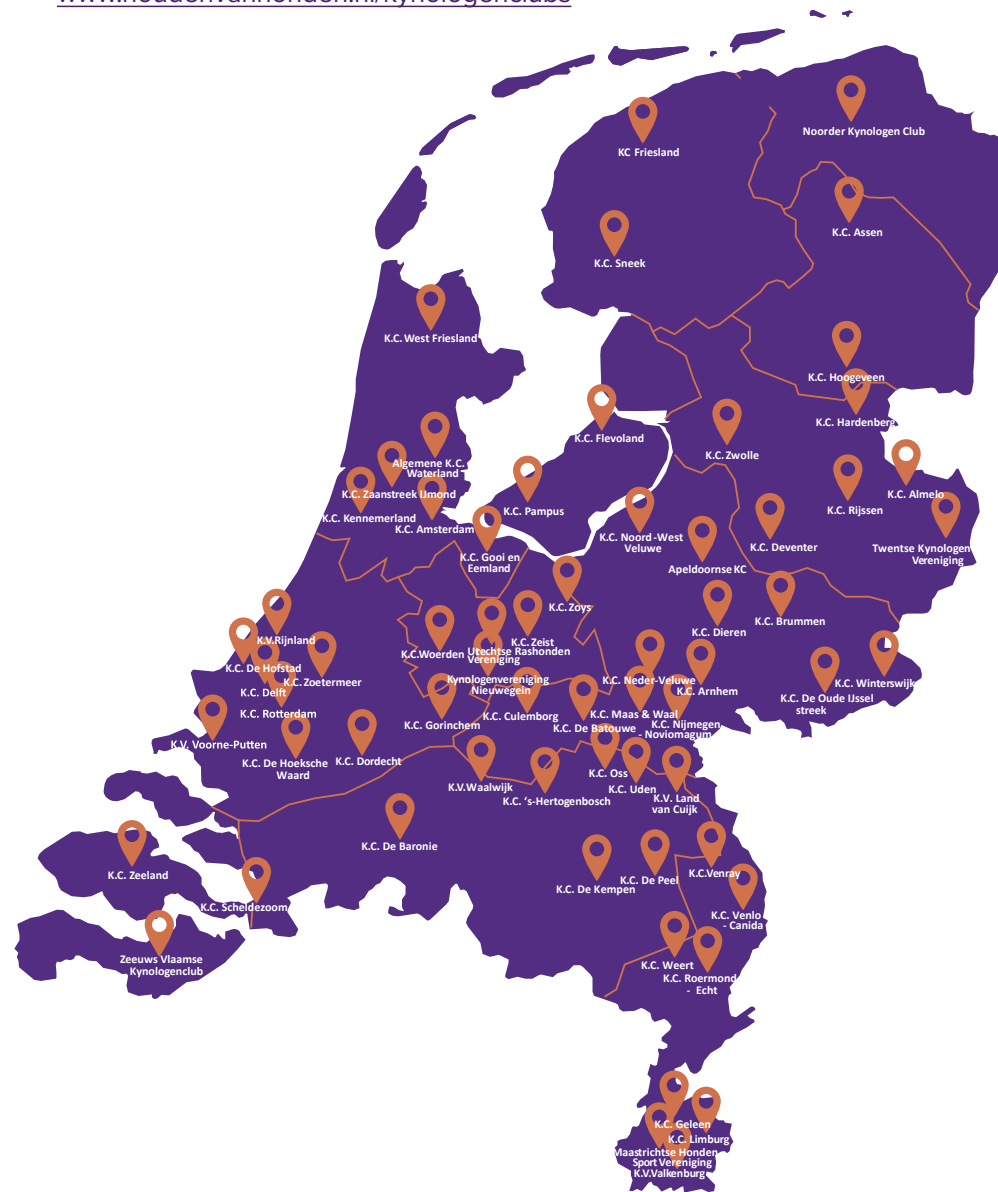 www.houdenvanhonden.nl/kynologenclubs
Noorder Kynologen Club
KC Friesland
K.C. Assen
K.C. Sneek
K.C. West Friesland
K.C. Hoogeveen
K.C. Hardenberg
K.C. Flevoland
K.C. Zwolle
Algemene K.C.
Waterland
K.C. Zaanstreek IJmond
K.C. Almelo
K.C. Pampus
K.C. Rijssen
K.C. Kennemerland
K.C. Amsterdam
K.C. Noord-West
Veluwe
K.C. Deventer
Twentse Kynologen
Vereniging
K.C. Gooi en
Eemland
Apeldoornse KC
K.C. Zoys
K.C. Brummen
K.C. Dieren
K.V.Rijnland
K.C.Zeist
K.C.Woerden
Utechtse Rashonden
Vereniging
K.C. De Hofstad
K.C. Zoetermeer
K.C. Delft
Kynologenvereniging
Nieuwegein
K.C. Neder-Veluwe
K.C. Arnhem
K.C. Winterswijk
K.C. De Oude IJssel
streek
K.C. Rotterdam
K.C. Gorinchem
K.C. Culemborg
K.C. Maas & Waal
K.C. De Batouwe
K.C. Nijmegen
- Noviomagum
K.V. Voorne-Putten
K.C. De Hoeksche
Waard
K.C. Dordecht
K.C. Oss
K.V.Waalwijk
K.C. Uden
K.C. ‘s-Hertogenbosch
K.V. Land
van Cuijk
K.C. De Baronie
K.C. Zeeland
K.C. De Kempen
K.C. De Peel
K.C.Venray
K.C. Scheldezoom
K.C. Venlo
- Canida
Zeeuws Vlaamse
Kynologenclub
K.C. Weert
K.C. Roermond
- Echt
K.C. Geleen
K.C. Limburg
Maastrichtse Honden
Sport Vereniging
K.V.Valkenburg